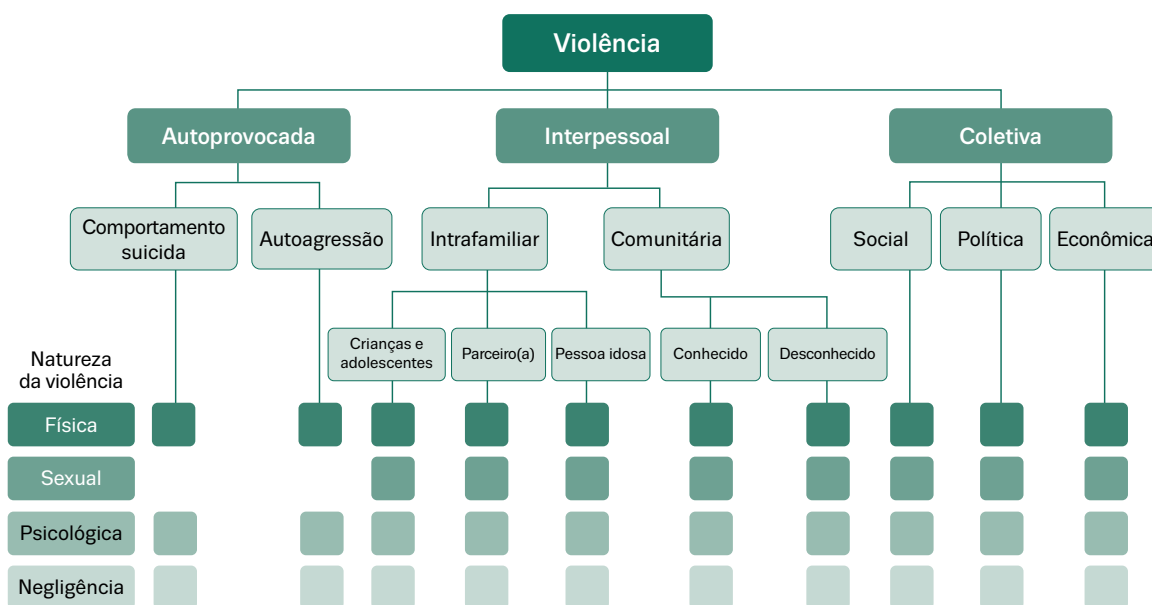 Violência
Autoprovocada
Interpessoal
Coletiva
Comportamento
suicida
Autoagressão
Intrafamiliar
Comunitária
Social
Política
Econômica
Crianças e
adolescentes
Parceiro(a)
Pessoa idosa
Conhecido
Desconhecido
Natureza
da violência
Física
Sexual
Psicológica
Negligência